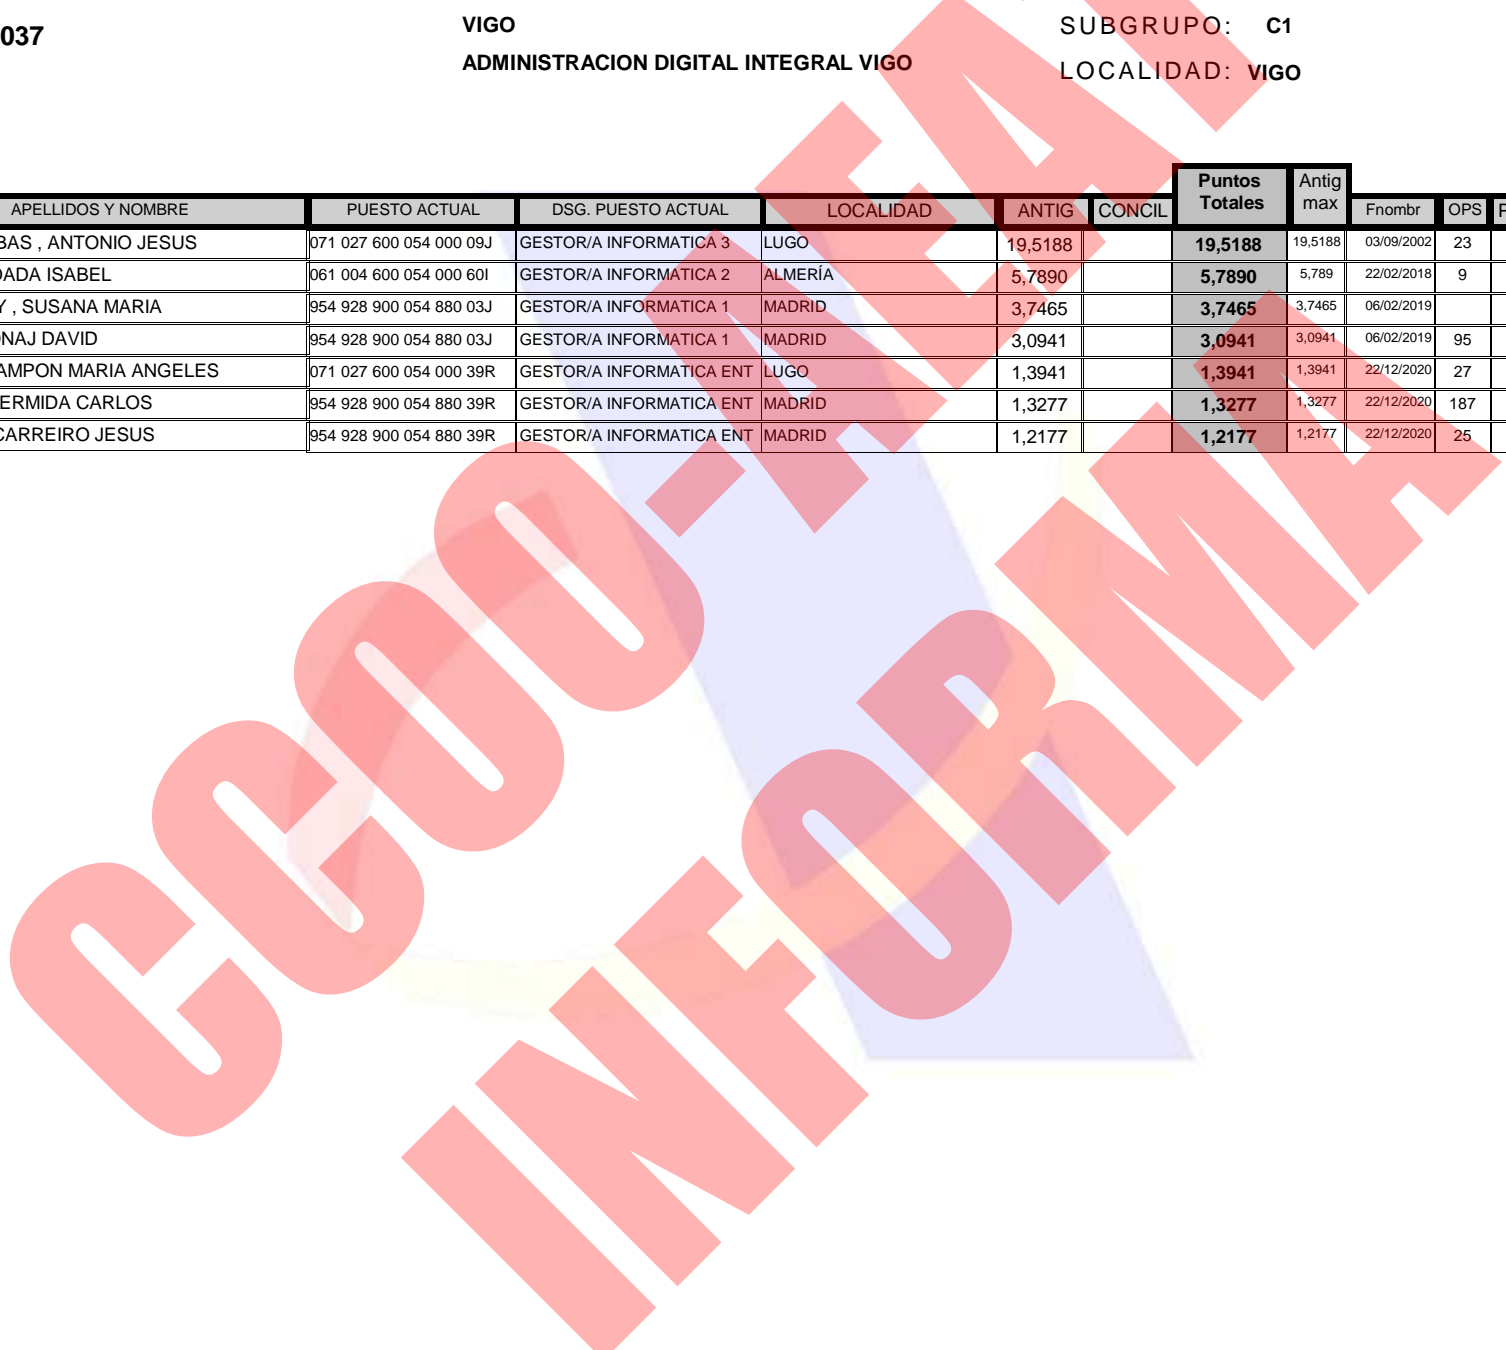 037 VIGO SUBGRUPO: C1
ADMINISTRACION DIGITAL INTEGRAL VIGO LOCALIDAD: VIGO
APELLIDOS Y NOMBRE PUESTO ACTUAL DSG. PUESTO ACTUAL LOCALIDAD ANTIG CONCIL Puntos Totales Antig max Fnombr OPS P
BAS , ANTONIO JESUS 071 027 600 054 000 09J GESTOR/A INFORMATICA 3 LUGO 19,5188 19,5188 19,5188 03/09/2002 23
DADA ISABEL 061 004 600 054 000 60I GESTOR/A INFORMATICA 2 ALMERÍA 5,7890 5,7890 5,789 22/02/2018 9
Y , SUSANA MARIA 954 928 900 054 880 03J GESTOR/A INFORMATICA 1 MADRID 3,7465 3,7465 3,7465 06/02/2019
NAJ DAVID 954 928 900 054 880 03J GESTOR/A INFORMATICA 1 MADRID 3,0941 3,0941 3,0941 06/02/2019 95
AMPON MARIA ANGELES 071 027 600 054 000 39R GESTOR/A INFORMATICA ENT LUGO 1,3941 1,3941 1,3941 22/12/2020 27
ERMIDA CARLOS 954 928 900 054 880 39R GESTOR/A INFORMATICA ENT MADRID 1,3277 1,3277 1,3277 22/12/2020 187
CARREIRO JESUS 954 928 900 054 880 39R GESTOR/A INFORMATICA ENT MADRID 1,2177 1,2177 1,2177 22/12/2020 25
CCOO-AEAT
INFORMA